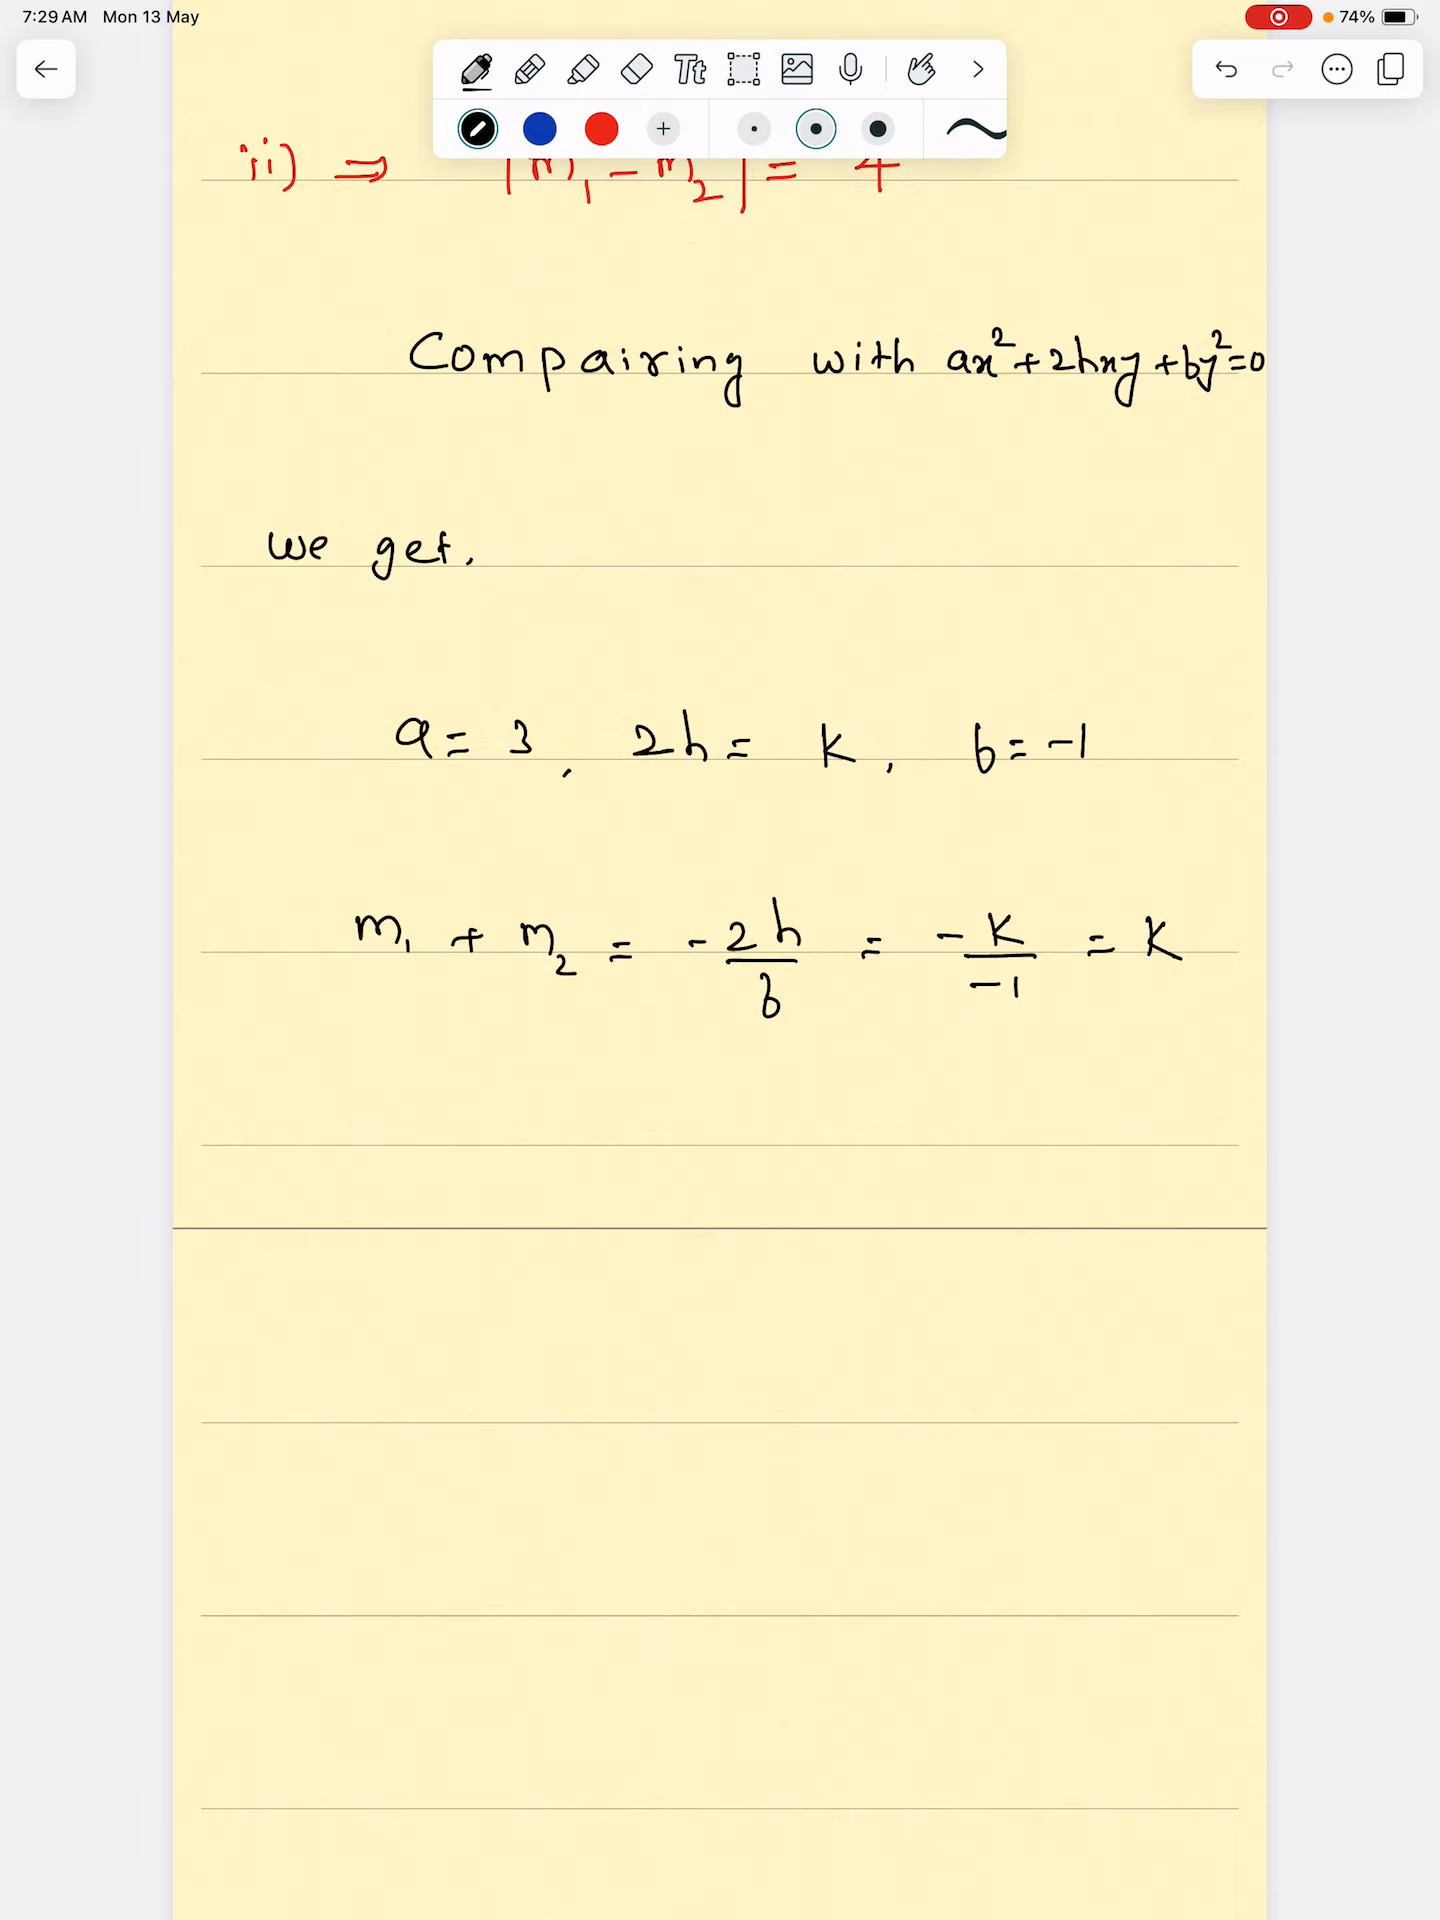 7:29 AM Mon 13 May
74%
Tt
ii) ⇒ |m₁ - m₂| = 4
Compairing with ax² + 2hxy + by² = 0
we get.
a = 3, 2h = k, b = -1
m₁ + m₂ = -2h/b = -k/-1 = k